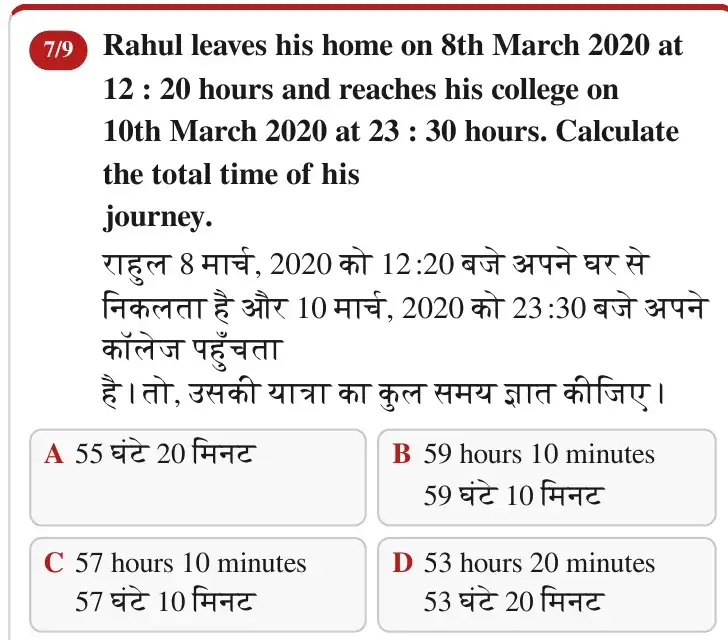 7/9 Rahul leaves his home on 8th March 2020 at
12 : 20 hours and reaches his college on
10th March 2020 at 23 : 30 hours. Calculate
the total time of his
journey.
राहुल 8 मार्च, 2020 को 12:20 बजे अपने घर से
निकलता है और 10 मार्च, 2020 को 23:30 बजे अपने
कॉलेज पहुँचता
है। तो, उसकी यात्रा का कुल समय ज्ञात कीजिए।
A 55 घंटे 20 मिनट
B 59 hours 10 minutes
59 घंटे 10 मिनट
C 57 hours 10 minutes
57 घंटे 10 मिनट
D 53 hours 20 minutes
53 घंटे 20 मिनट